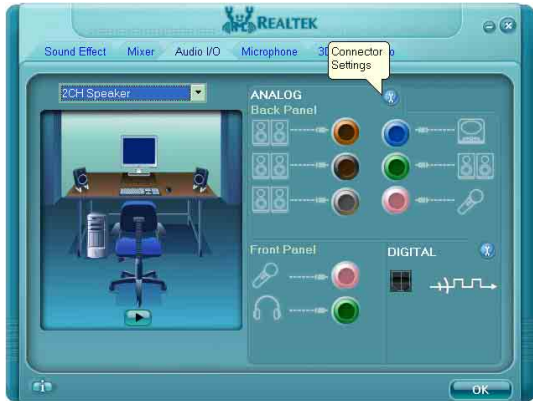 REALTEK
Sound Effect
Mixer
Audio I/O
Microphone
3D
o
Connector
Settings
2CH Speaker
ANALOG
Back Panel
Front Panel
DIGITAL
i
OK